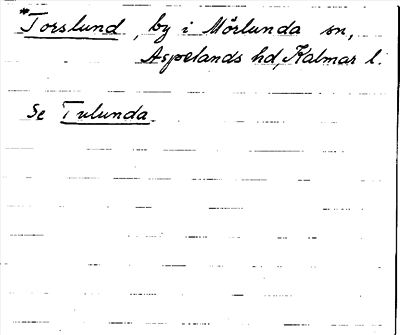 *Torslund, by i Mörlunda sn,
Aspelands hd, Kalmar l.
Se Tulunda.